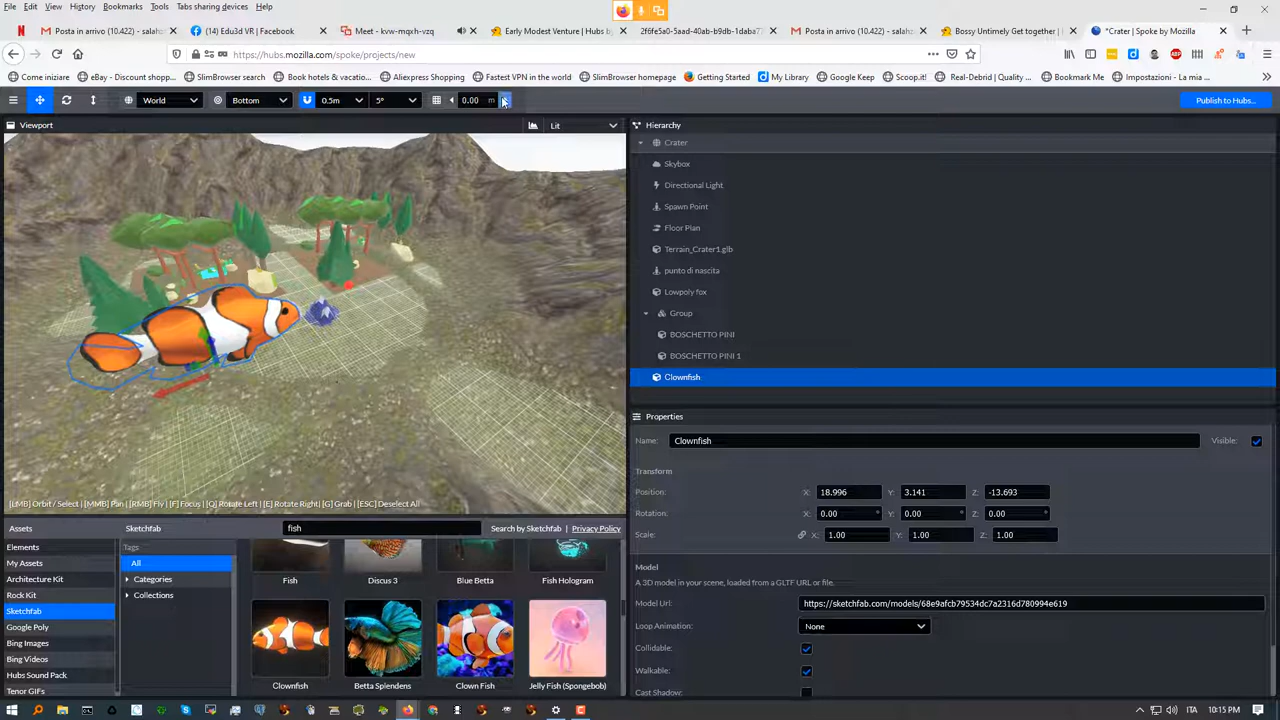 File Edit View History Bookmarks Tools Tabs sharing devices Help
Posta in arrivo (10.422) - salah (14) Edu3d VR | Facebook Meet - kvw-mqxh-vzq Early Modest Venture | Hubs by 2f6fe5a0-5aad-40ab-b9db-1daba77 Posta in arrivo (10.422) - salah Bossy Untimely Get together | *Crater | Spoke by Mozilla
https://hubs.mozilla.com/spoke/projects/new
Come iniziare eBay - Discount shopp... SlimBrowser search Book hotels & vacatio... Aliexpress Shopping Fastest VPN in the world SlimBrowser homepage Getting Started My Library Google Keep Scoop.It! Real-Debrid | Quality ... Bookmark Me Impostazioni - La mia ...
World Bottom 0.5m 5° 0.00 m Publish to Hubs...
Viewport Lit
[LMB] Orbit / Select | [MMB] Pan | [RMB] Fly | [F] Focus | [Q] Rotate Left | [E] Rotate Right | [G] Grab | [ESC] Deselect All
Hierarchy
Crater
Skybox
Directional Light
Spawn Point
Floor Plan
Terrain_Crater1.glb
punto di nascita
Lowpoly fox
Group
BOSCHETTO PINI
BOSCHETTO PINI 1
Clownfish
Properties
Name: Clownfish Visible:
Transform
Position: X: 18.996 Y: 3.141 Z: -13.693
Rotation: X: 0.00 ° Y: 0.00 ° Z: 0.00 °
Scale: X: 1.00 Y: 1.00 Z: 1.00
Model
A 3D model in your scene, loaded from a GLTF URL or file.
Model Url: https://sketchfab.com/models/68e9afcb79534dc7a2316d780994e619
Loop Animation: None
Collidable:
Walkable:
Cast Shadow:
Assets Sketchfab fish Search by Sketchfab | Privacy Policy
Elements
My Assets
Architecture Kit
Rock Kit
Sketchfab
Google Poly
Bing Images
Bing Videos
Hubs Sound Pack
Tenor GIFs
Tags
All
Categories
Collections
Fish Discus 3 Blue Betta Fish Hologram
Clownfish Betta Splendens Clown Fish Jelly Fish (Spongebob)
ITA 10:15 PM